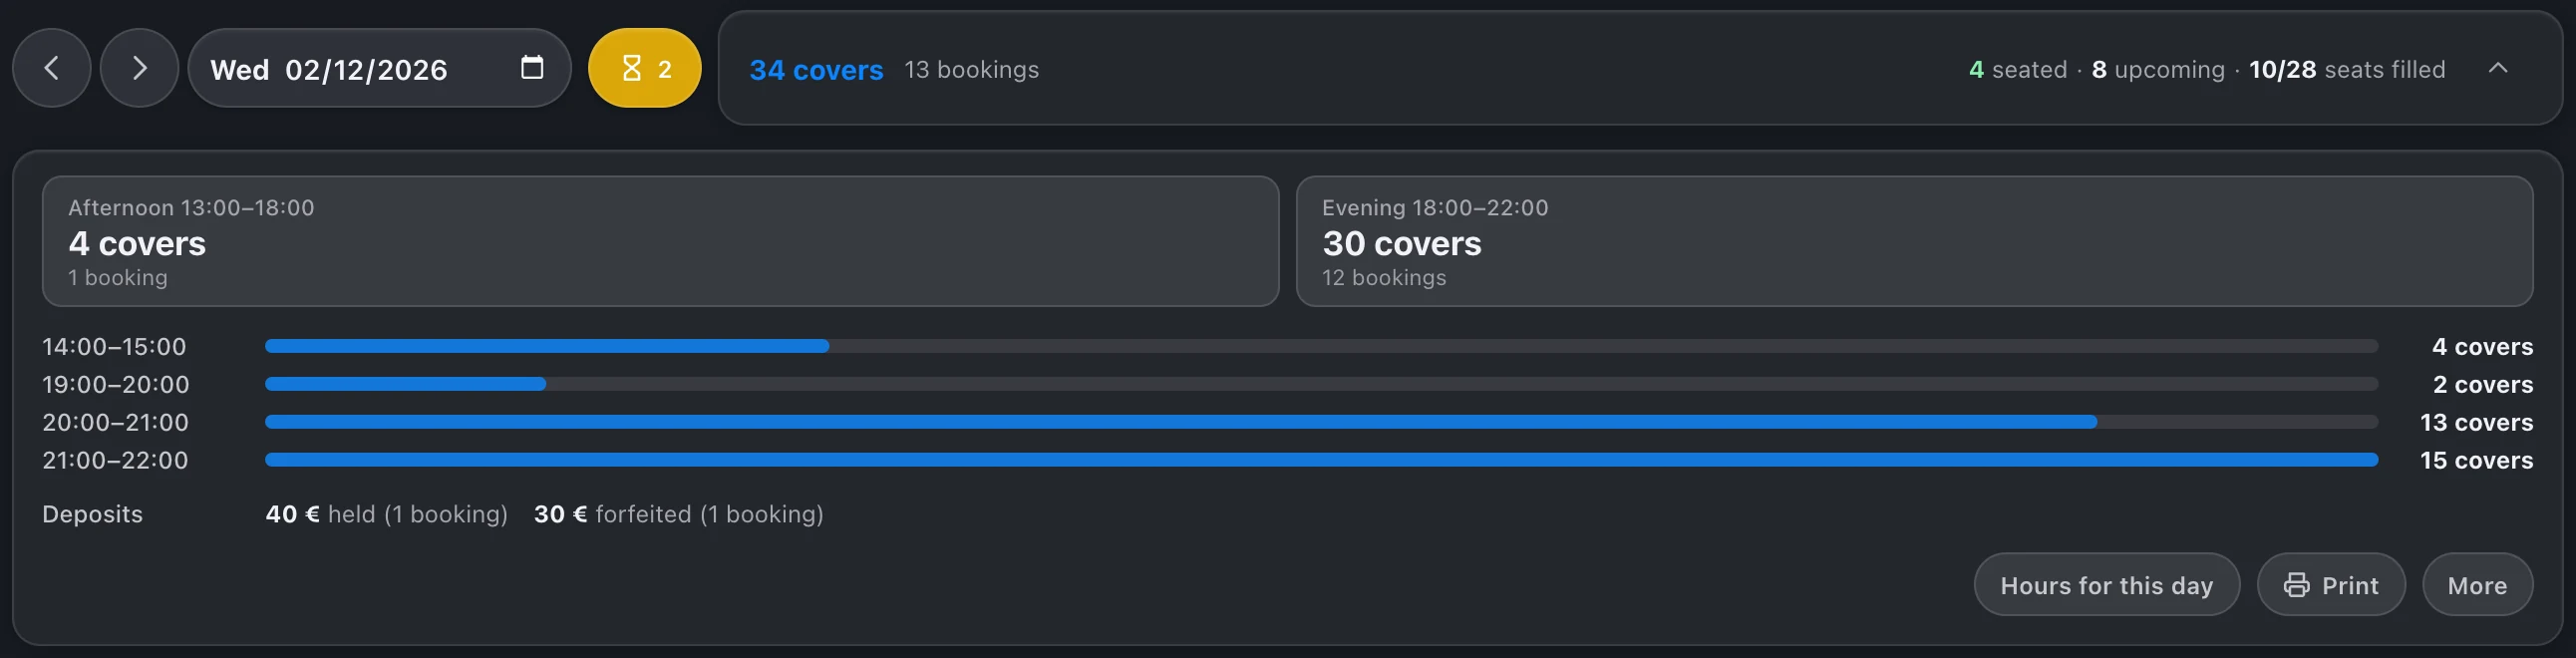 Wed 02/12/2026
2
34 covers 13 bookings
4 seated · 8 upcoming · 10/28 seats filled
Afternoon 13:00–18:00
4 covers
1 booking
Evening 18:00–22:00
30 covers
12 bookings
14:00–15:00 4 covers
19:00–20:00 2 covers
20:00–21:00 13 covers
21:00–22:00 15 covers
Deposits 40 € held (1 booking) 30 € forfeited (1 booking)
Hours for this day
Print
More